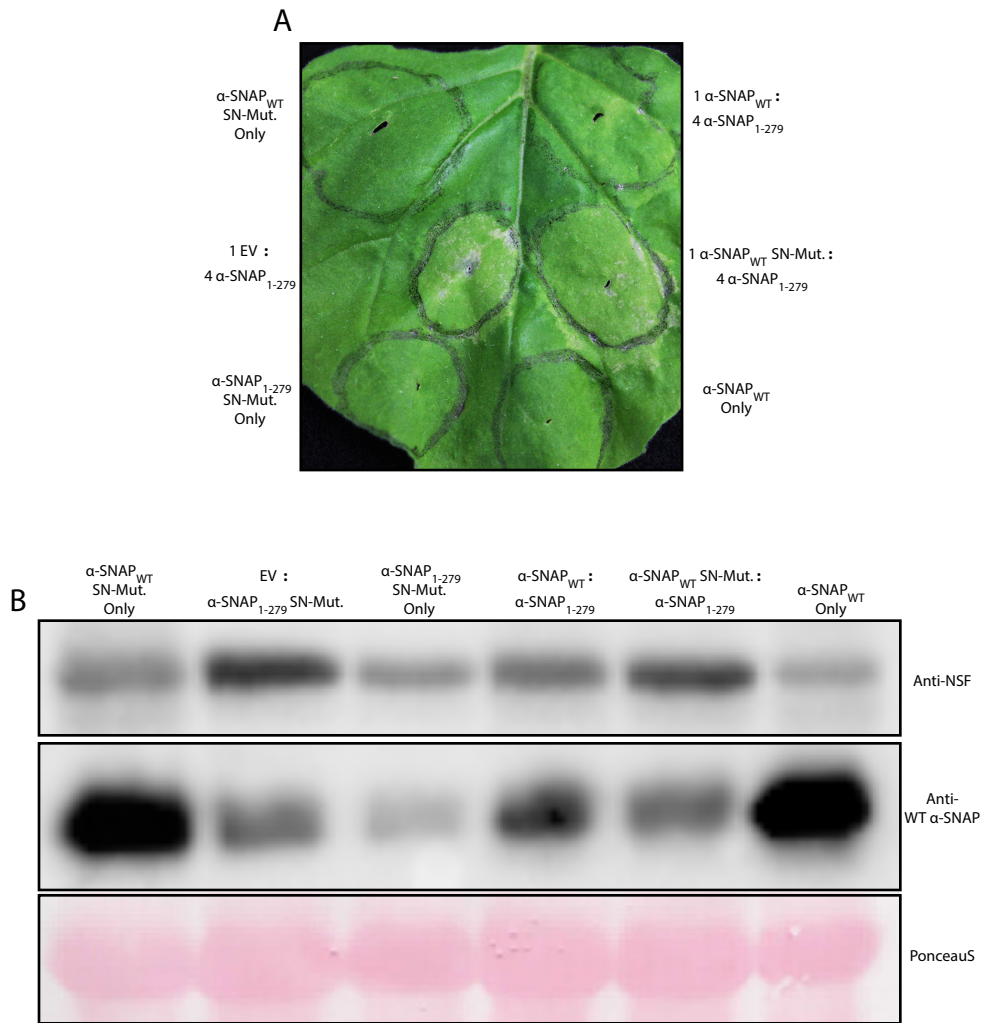 A
α-SNAPWT
SN-Mut.
Only
1 α-SNAPWT :
4 α-SNAP1-279
1 EV :
4 α-SNAP1-279
1 α-SNAPWT SN-Mut. :
4 α-SNAP1-279
α-SNAP1-279
SN-Mut.
Only
α-SNAPWT
Only
B
α-SNAPWT
SN-Mut.
Only
EV :
α-SNAP1-279 SN-Mut.
α-SNAP1-279
SN-Mut.
Only
α-SNAPWT :
α-SNAP1-279
α-SNAPWT SN-Mut. :
α-SNAP1-279
α-SNAPWT
Only
Anti-NSF
Anti-
WT α-SNAP
PonceauS